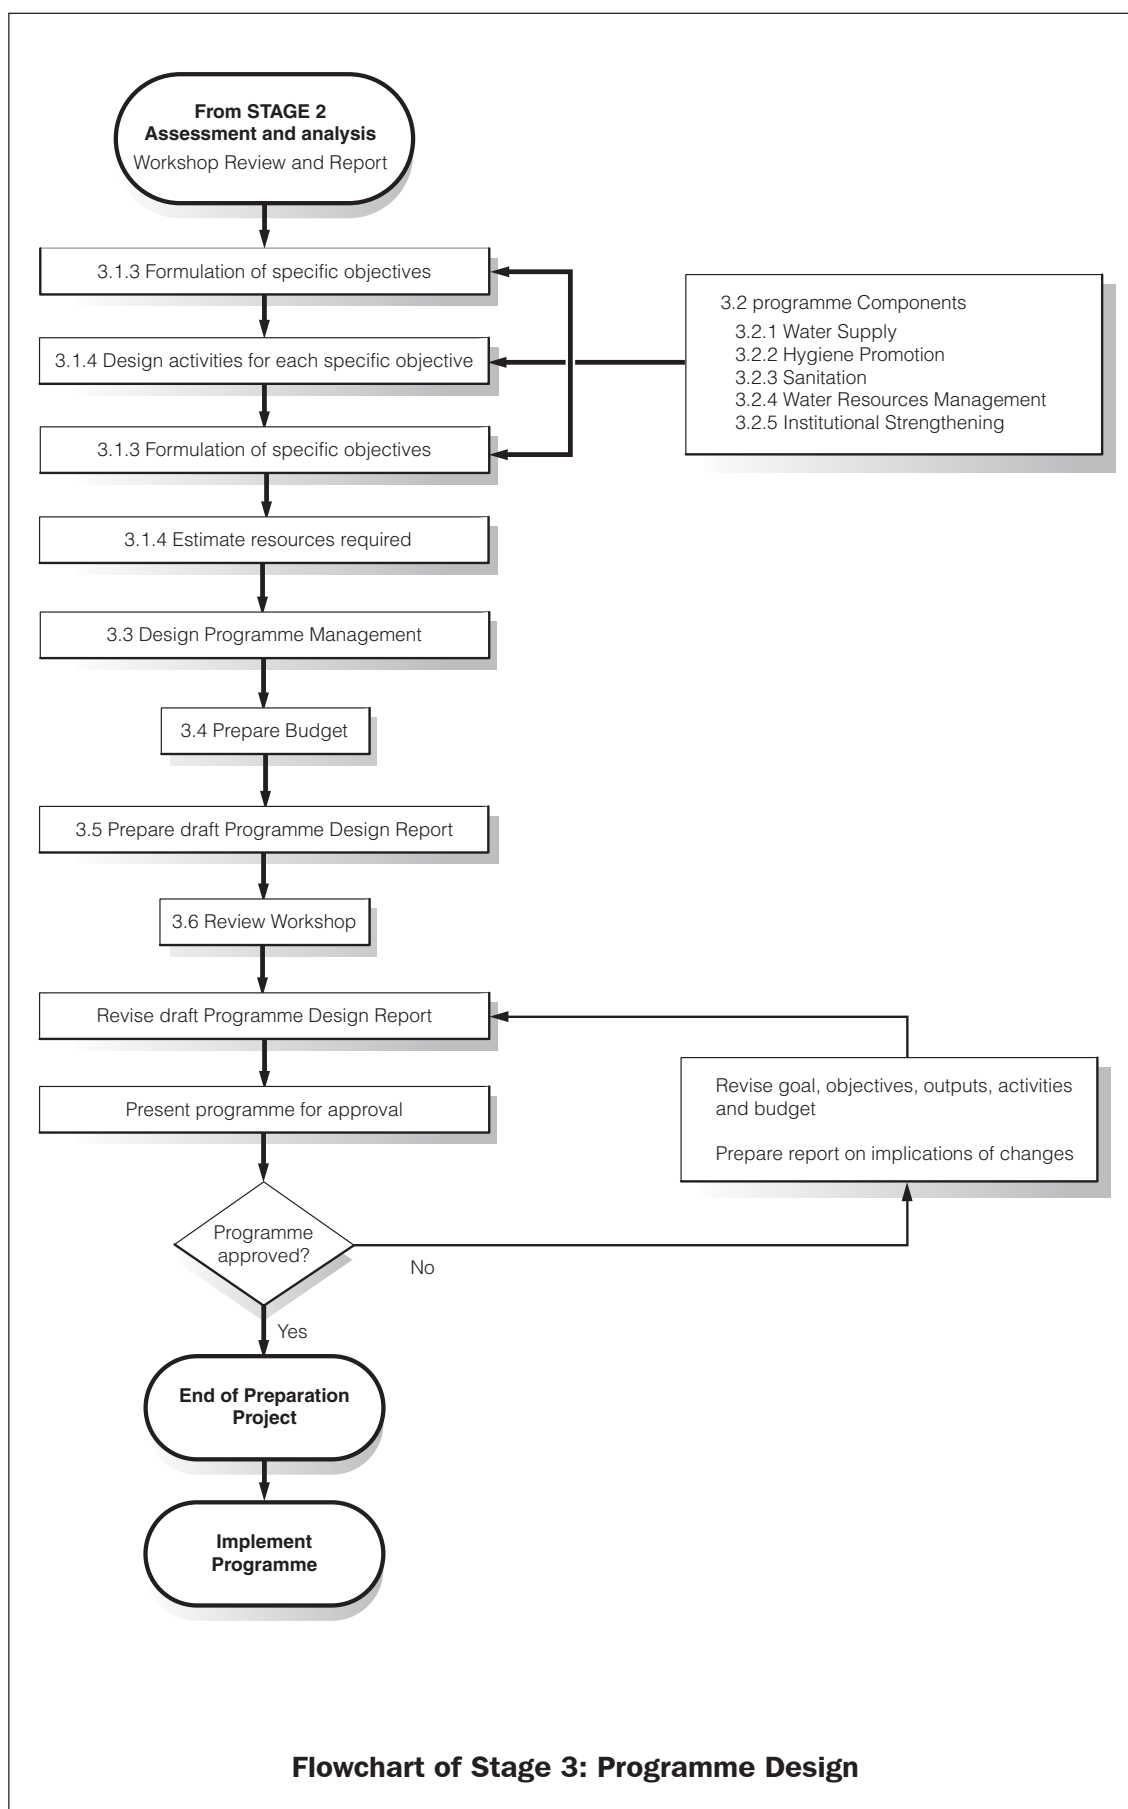 From STAGE 2
Assessment and analysis
Workshop Review and Report
3.1.3 Formulation of specific objectives
3.1.4 Design activities for each specific objective
3.1.3 Formulation of specific objectives
3.1.4 Estimate resources required
3.3 Design Programme Management
3.4 Prepare Budget
3.5 Prepare draft Programme Design Report
3.6 Review Workshop
Revise draft Programme Design Report
Present programme for approval
Programme
approved?
No
Yes
End of Preparation
Project
Implement
Programme
3.2 programme Components
3.2.1 Water Supply
3.2.2 Hygiene Promotion
3.2.3 Sanitation
3.2.4 Water Resources Management
3.2.5 Institutional Strengthening
Revise goal, objectives, outputs, activities
and budget
Prepare report on implications of changes
Flowchart of Stage 3: Programme Design